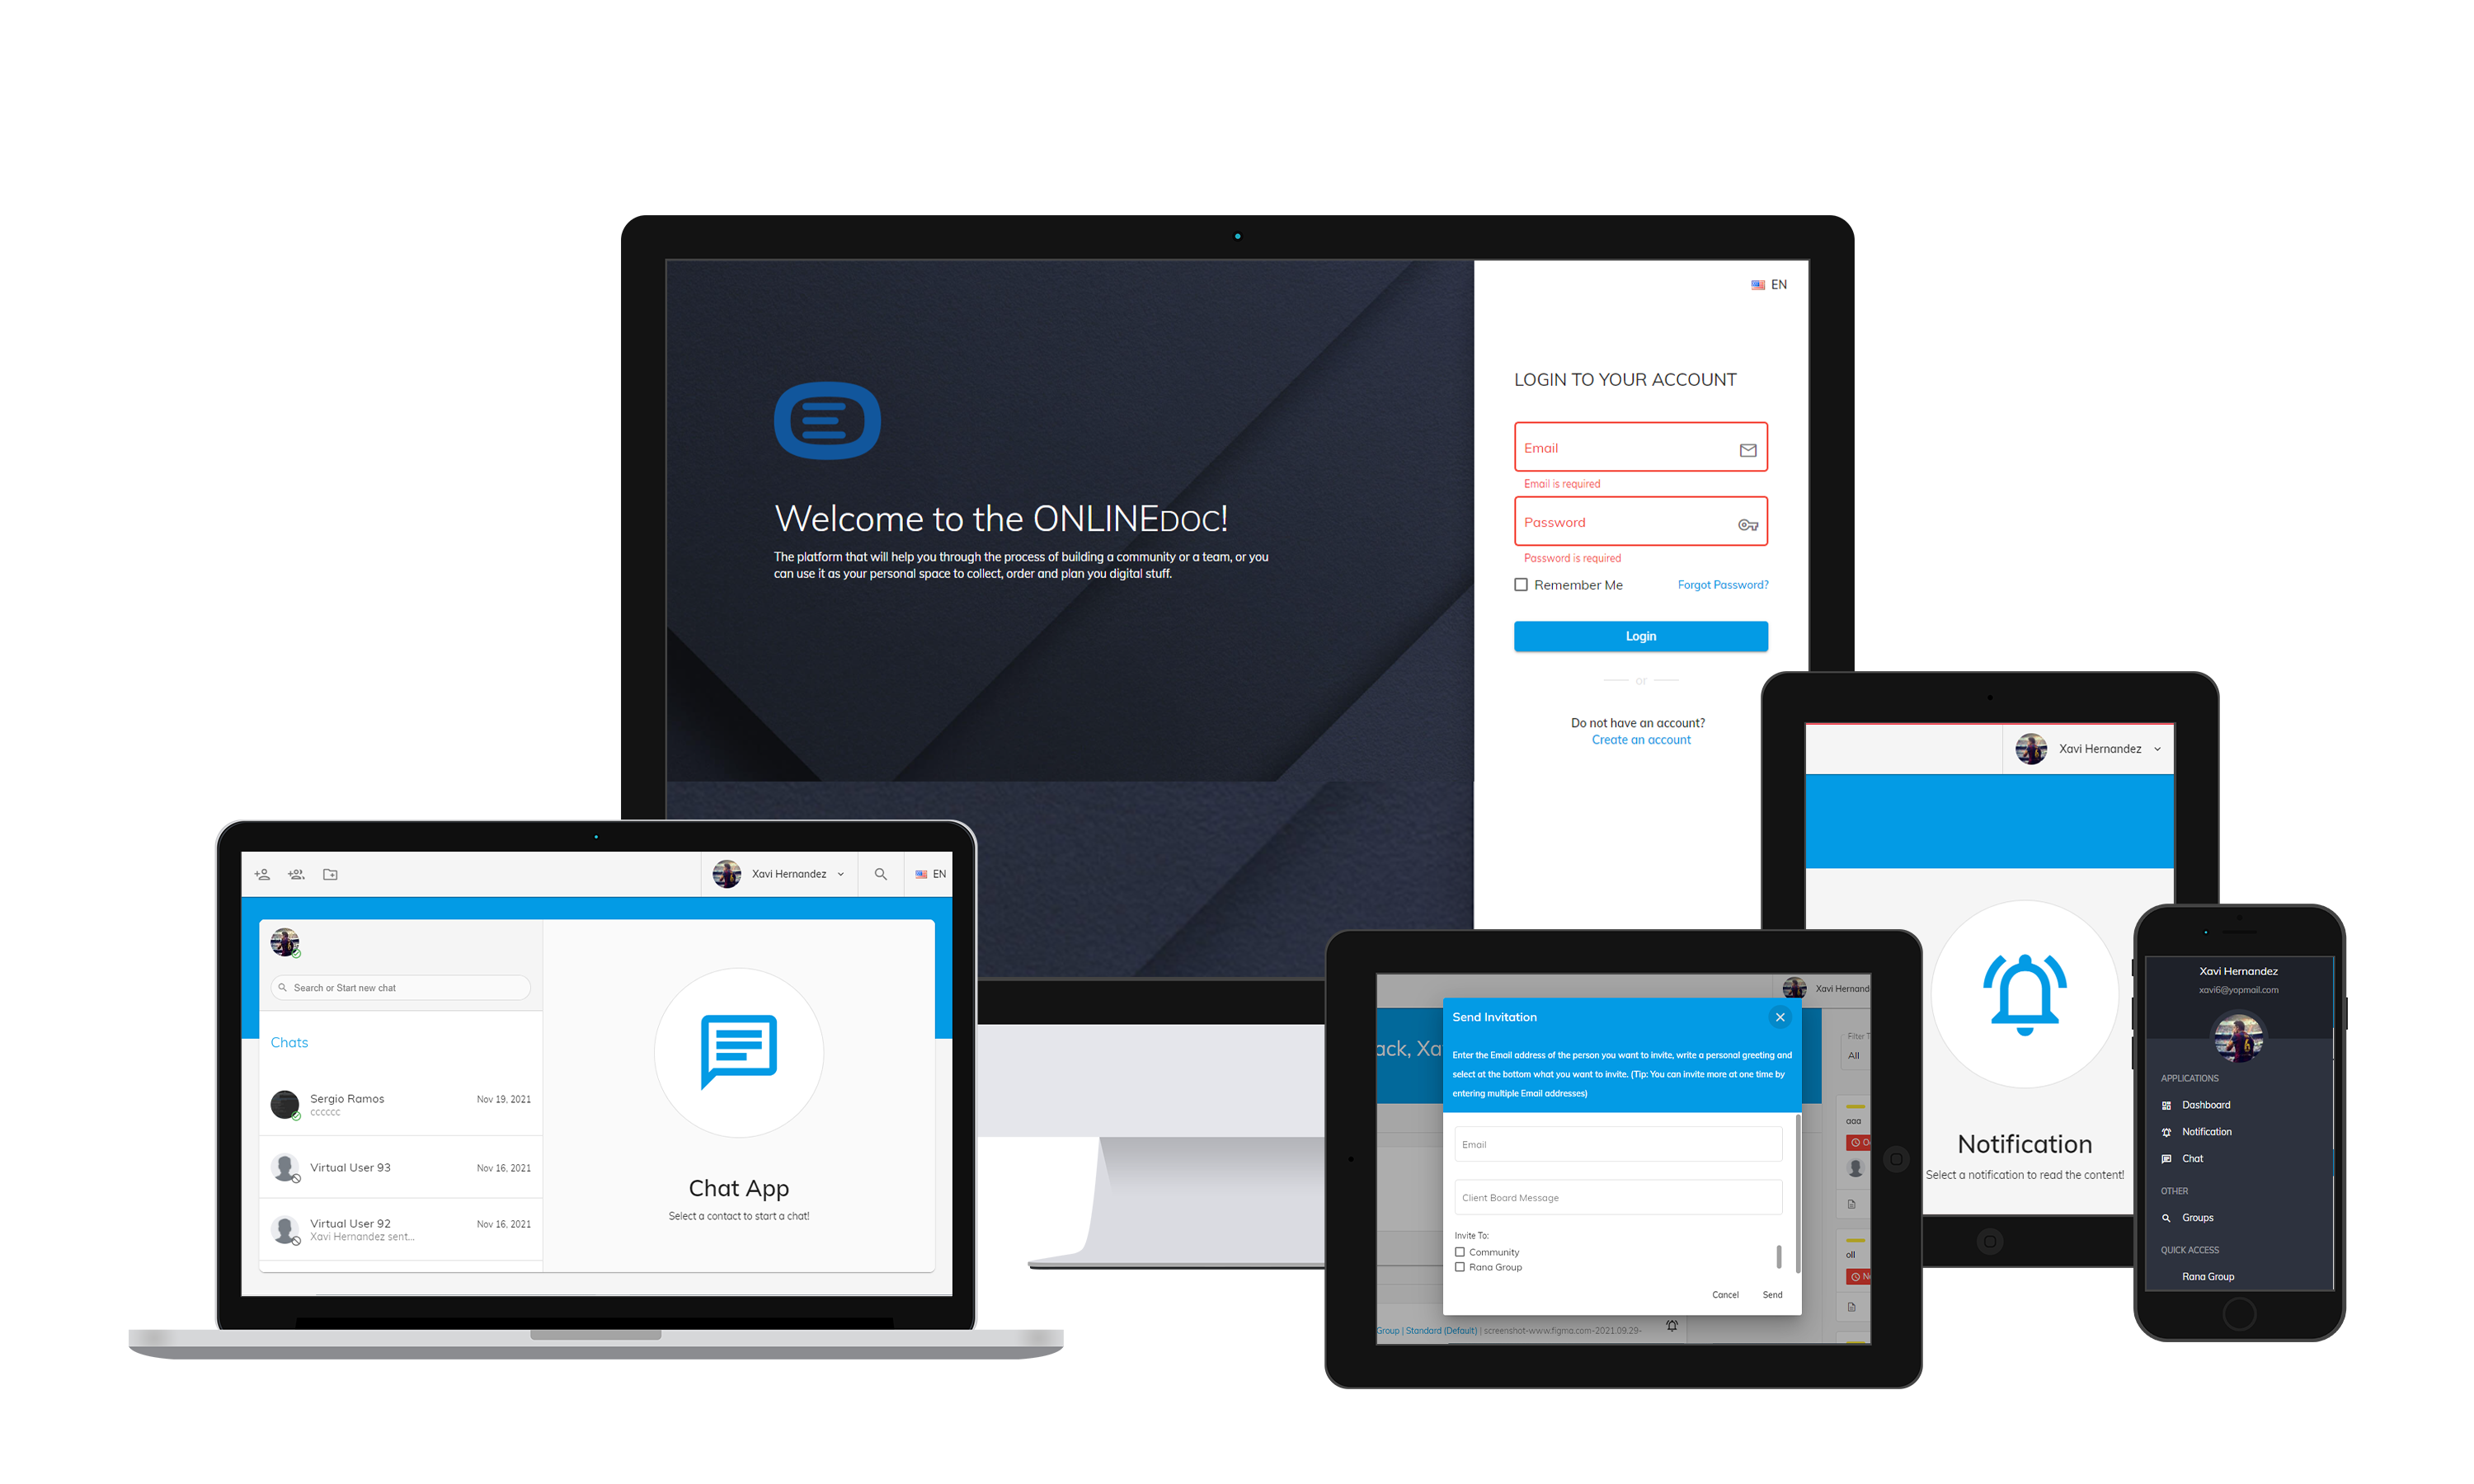 EN
LOGIN TO YOUR ACCOUNT
Email
Email is required
Password
Password is required
Remember Me
Forgot Password?
Login
or
Do not have an account?
Create an account
Welcome to the ONLINEDOC!
The platform that will help you through the process of building a community or a team, or you
can use it as your personal space to collect, order and plan you digital stuff.
Xavi Hernandez
EN
Search or Start new chat
Chats
Sergio Ramos
Nov 19, 2021
cccccc
Virtual User 93
Nov 16, 2021
Virtual User 92
Nov 16, 2021
Xavi Hernandez sent...
Chat App
Select a contact to start a chat!
Xavi Hernand
ack, Xa
Filter T
All
Send Invitation
Enter the Email address of the person you want to invite, write a personal greeting and
select at the bottom what you want to invite. (Tip: You can invite more at one time by
entering multiple Email addresses)
Email
Client Board Message
Invite To:
Community
Rana Group
Cancel
Send
aaa
oll
Group | Standard (Default) | screenshot-www.figma.com-2021.09.29-
Xavi Hernandez
Notification
Select a notification to read the content!
Xavi Hernandez
xavi6@yopmail.com
6
APPLICATIONS
Dashboard
Notification
Chat
OTHER
Groups
QUICK ACCESS
Rana Group